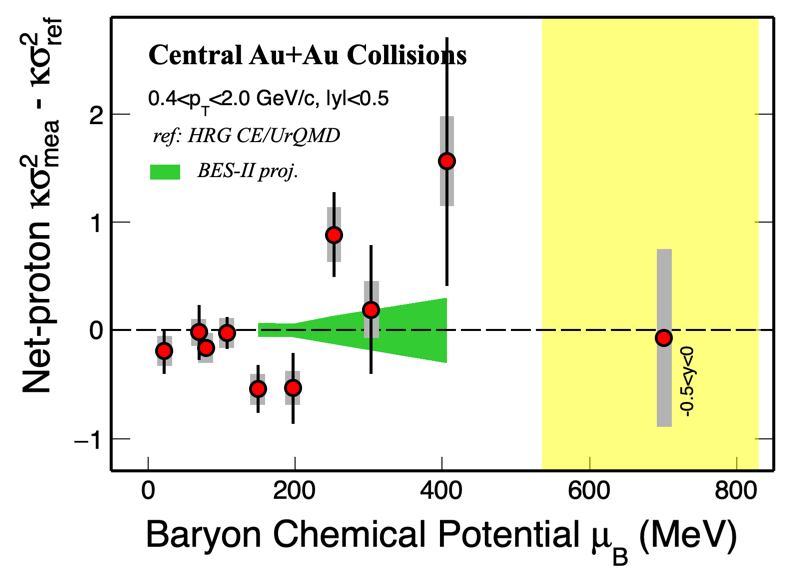 Net-proton κσ²mea - κσ²ref
Central Au+Au Collisions
0.4<pT<2.0 GeV/c, |y|<0.5
ref: HRG CE/UrQMD
BES-II proj.
2
1
0
−1
-0.5<y<0
0 200 400 600 800
Baryon Chemical Potential μB (MeV)